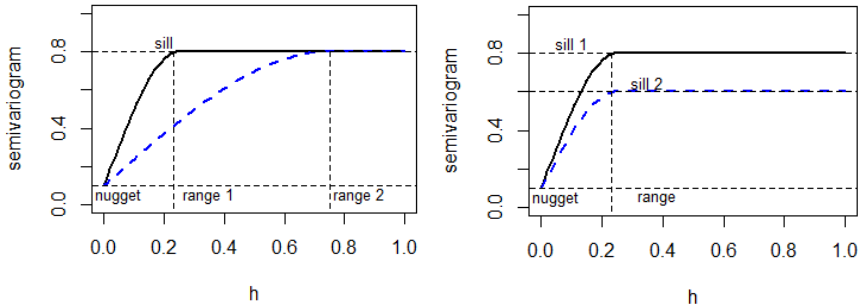 semivariogram
0.0
0.4
0.8
sill
nugget
range 1
range 2
0.0 0.2 0.4 0.6 0.8 1.0
h
semivariogram
0.0
0.4
0.8
sill 1
sill 2
nugget
range
0.0 0.2 0.4 0.6 0.8 1.0
h